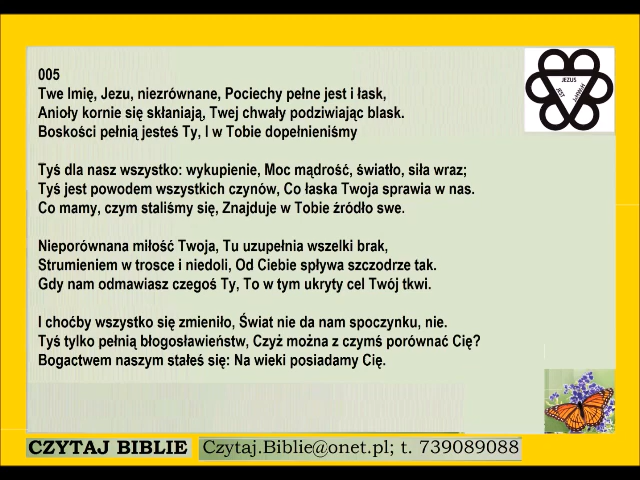 005
Twe Imię, Jezu, niezrównane, Pociechy pełne jest i łask,
Anioły kornie się skłaniają, Twej chwały podziwiając blask.
Boskości pełnią jesteś Ty, I w Tobie dopełnieniśmy
Tyś dla nasz wszystko: wykupienie, Moc mądrość, światło, siła wraz;
Tyś jest powodem wszystkich czynów, Co łaska Twoja sprawia w nas.
Co mamy, czym staliśmy się, Znajduje w Tobie źródło swe.
Nieporównana miłość Twoja, Tu uzupełnia wszelki brak,
Strumieniem w trosce i niedoli, Od Ciebie spływa szczodrze tak.
Gdy nam odmawiasz czegoś Ty, To w tym ukryty cel Twój tkwi.
I choćby wszystko się zmieniło, Świat nie da nam spoczynku, nie.
Tyś tylko pełnią błogosławieństw, Czyż można z czymś porównać Cię?
Bogactwem naszym stałeś się: Na wieki posiadamy Cię.
JEZUS
JEST
CZYTAJ BIBLIE
Czytaj.Biblie@onet.pl; t. 739089088